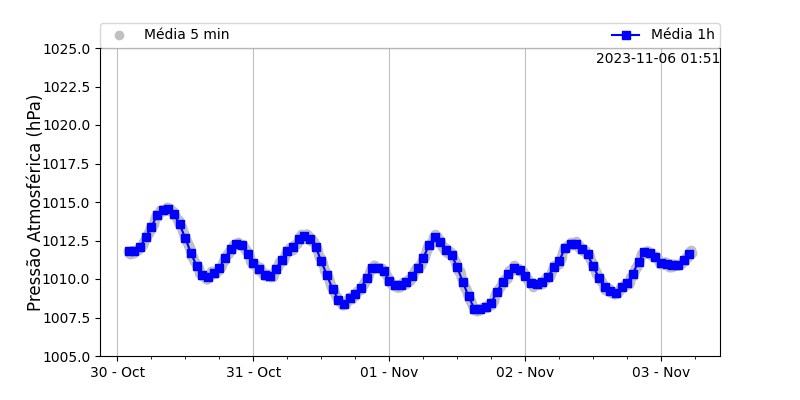 Média 5 min
Média 1h
2023-11-06 01:51
Pressão Atmosférica (hPa)
1025.0
1022.5
1020.0
1017.5
1015.0
1012.5
1010.0
1007.5
1005.0
30 - Oct
31 - Oct
01 - Nov
02 - Nov
03 - Nov